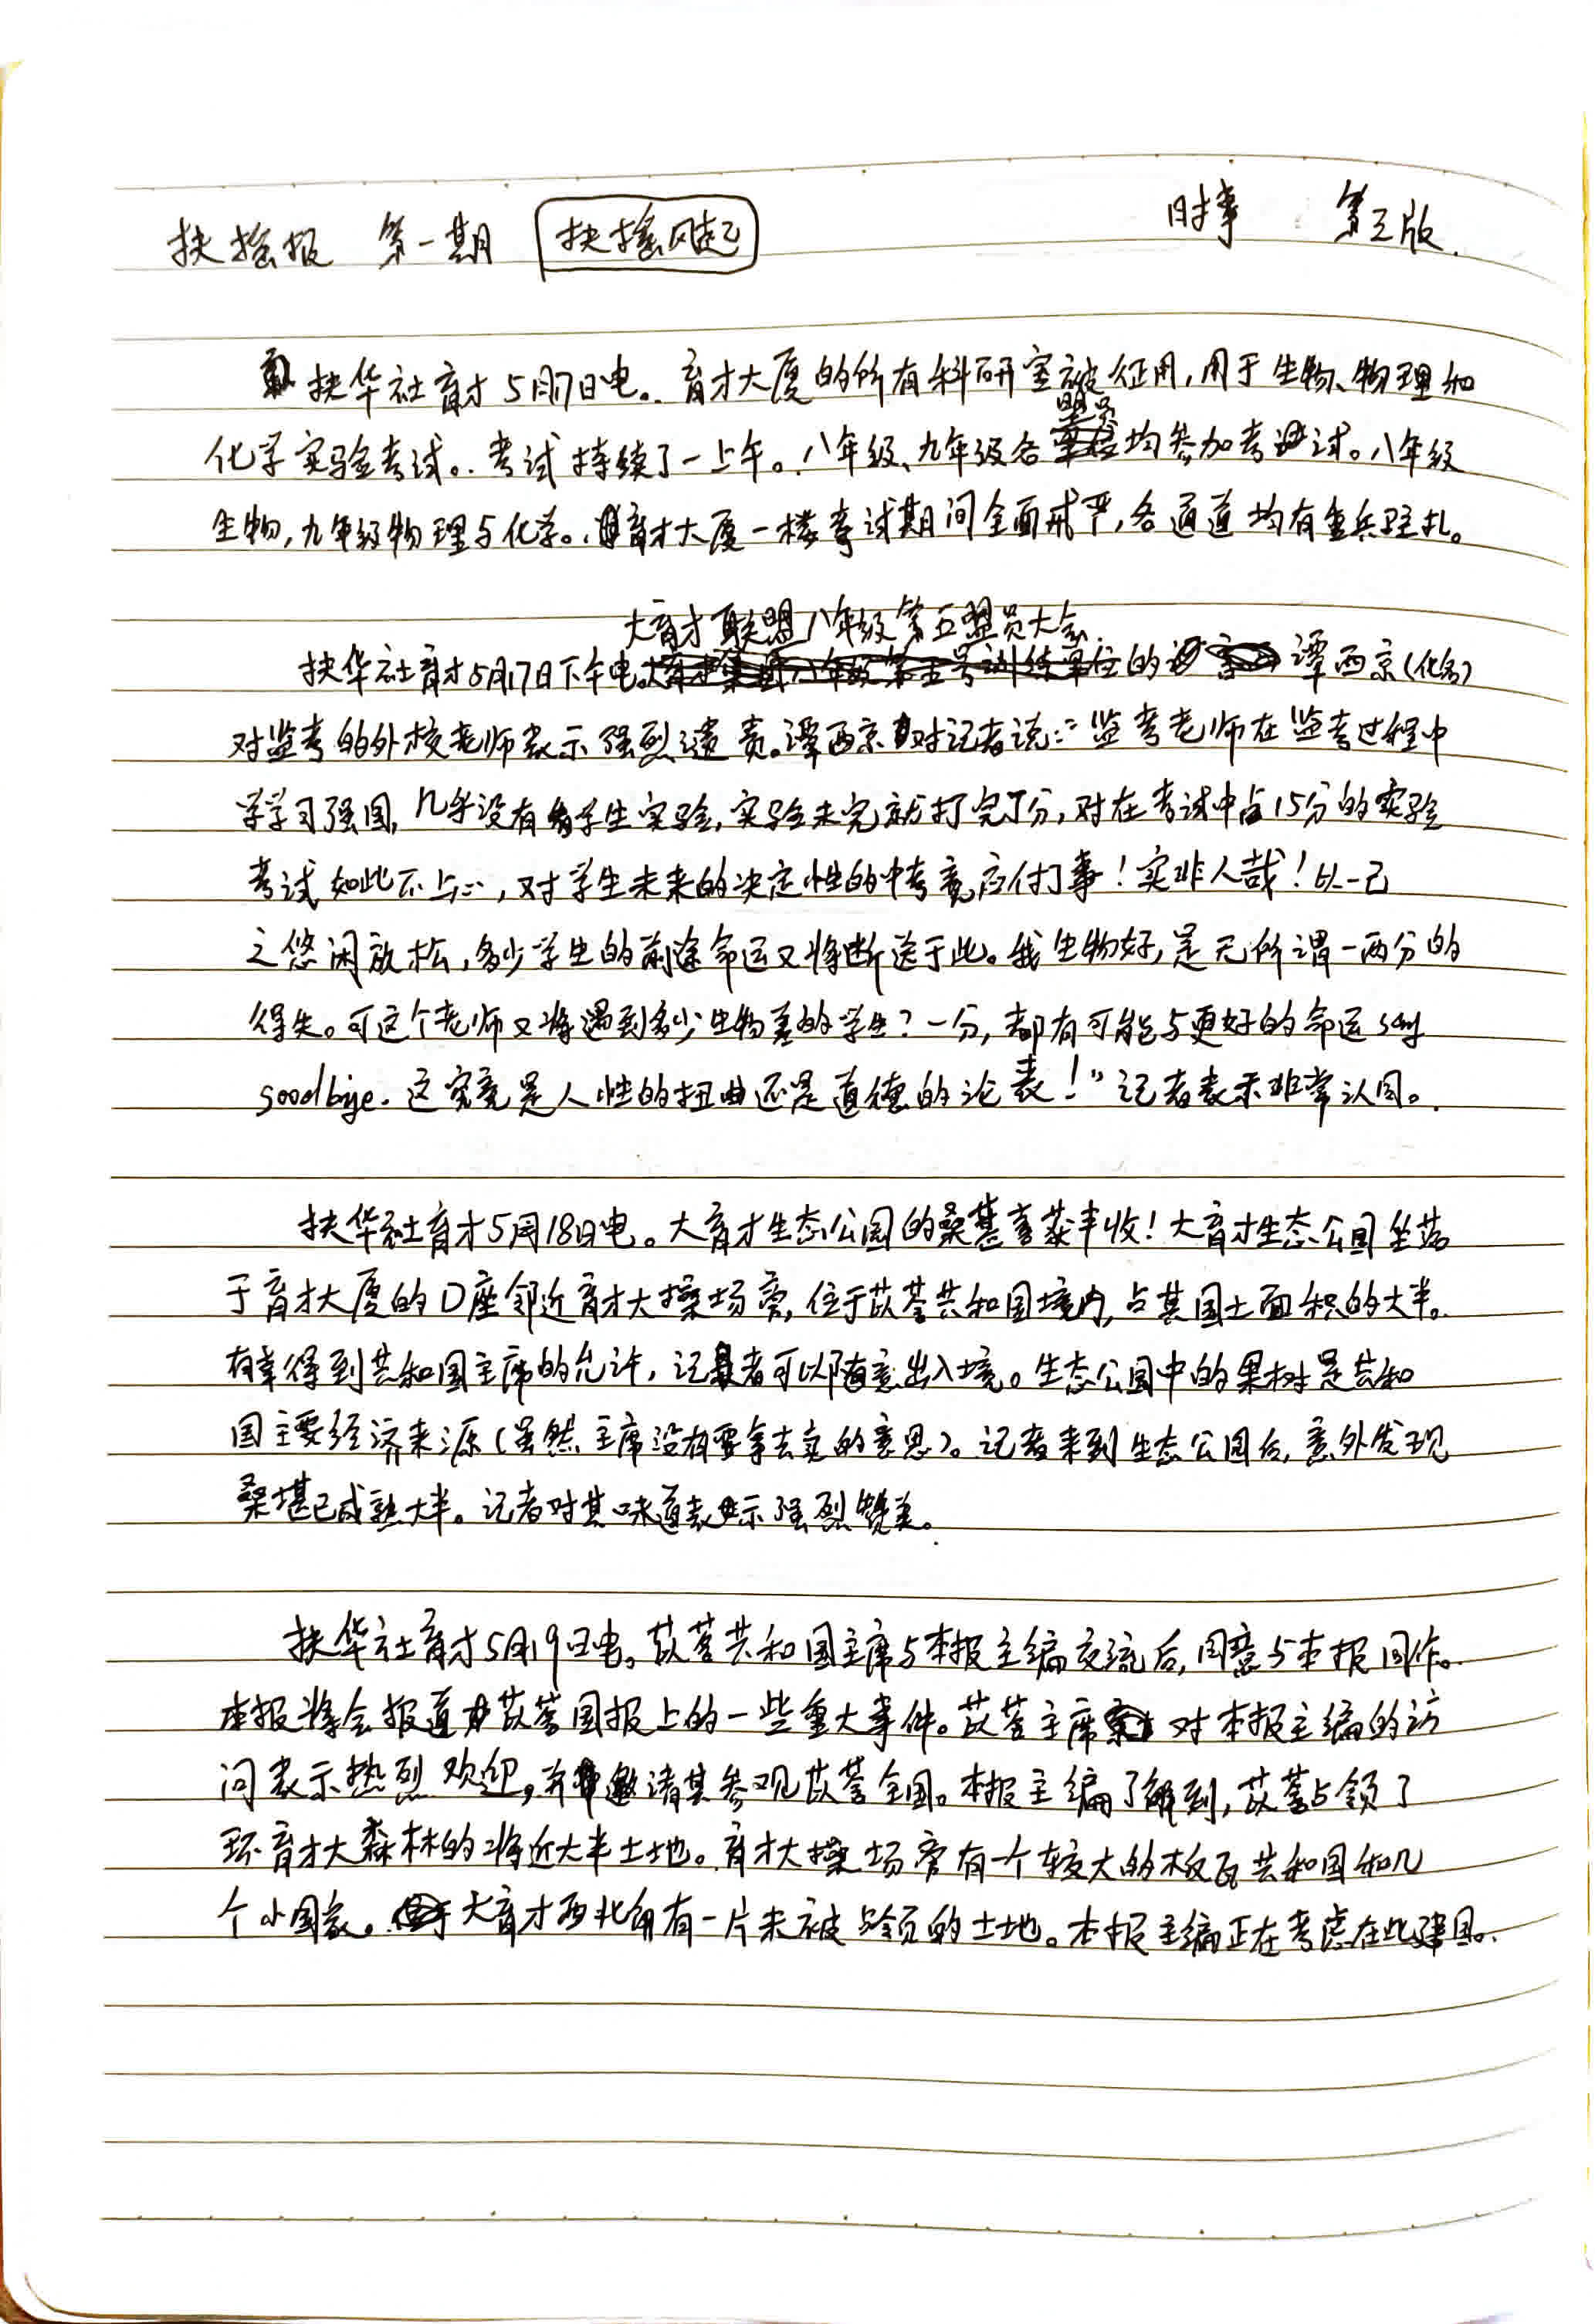 扶摇报 第一期 扶摇风起 时事 第三版
扶华社育才5月17日电。育才大厦的所有科研室被征用,用于生物、物理和
化学实验考试。考试持续了一上午。八年级、九年级各盟员均参加考试。八年级
生物,九年级物理与化学。育才大厦一楼考试期间全面戒严,各通道均有重兵驻扎。
大育才联盟八年级第五盟员大会
扶华社育才5月17日下午电。的谭西京(化名)
对监考的外校老师表示强烈谴责。谭西京对记者说:“监考老师在监考过程中
学学习强国,几乎没有看学生实验,实验未完就打完了分,对在考试中占15分的实验
考试如此不上心,对学生未来的决定性的中考竟应付了事!实非人哉!以一己
之悠闲放松,多少学生的前途命运又将断送于此。我生物好,是无所谓一两分的
得失。可这个老师又将遇到多少生物差的学生?一分,都有可能与更好的命运say
goodbye. 这究竟是人性的扭曲还是道德的沦丧!”记者表示非常认同。
扶华社育才5月18日电。大育才生态公园的桑葚喜获丰收!大育才生态公园坐落
于育才大厦的D座邻近育才大操场旁,位于苡蓉共和国境内,占其国土面积的大半。
有幸得到共和国主席的允许,记者可以随意出入境。生态公园中的果树是共和
国主要经济来源(虽然主席没有要拿去卖的意思)。记者来到生态公园后,意外发现
桑堪已成熟大半。记者对其味道表示强烈赞美。
扶华社育才5月19日电。苡蓉共和国主席与本报主编交流后,同意与本报同作。
本报将会报道苡蓉国报上的一些重大事件。苡蓉主席对本报主编的访
问表示热烈欢迎,并邀请其参观苡蓉全国。本报主编了解到,苡蓉占领了
环育才大森林的将近大半土地。育才大操场旁有一个较大的板瓦共和国和几
个小国家。大育才西北角有一片未被占领的土地。本报主编正在考虑在此建国。